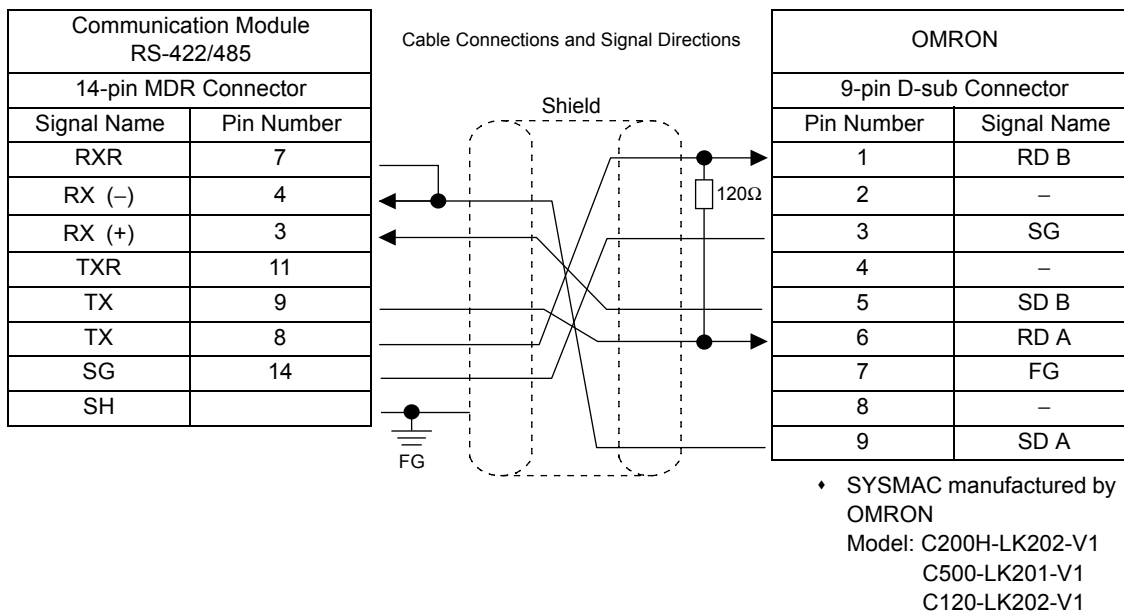 Communication Module
RS-422/485
14-pin MDR Connector
Signal Name Pin Number
RXR 7
RX (−) 4
RX (+) 3
TXR 11
TX 9
TX 8
SG 14
SH
Cable Connections and Signal Directions
Shield
120Ω
FG
OMRON
9-pin D-sub Connector
Pin Number Signal Name
1 RD B
2 −
3 SG
4 −
5 SD B
6 RD A
7 FG
8 −
9 SD A
♦ SYSMAC manufactured by
OMRON
Model: C200H-LK202-V1
C500-LK201-V1
C120-LK202-V1